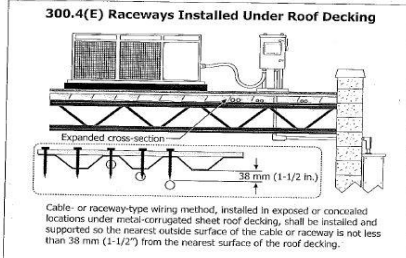 300.4(E) Raceways Installed Under Roof Decking
Expanded cross-section
38 mm (1-1/2 in.)
Cable- or raceway-type wiring method, installed in exposed or concealed
locations under metal-corrugated sheet roof decking, shall be installed and
supported so the nearest outside surface of the cable or raceway is not less
than 38 mm (1-1/2") from the nearest surface of the roof decking.